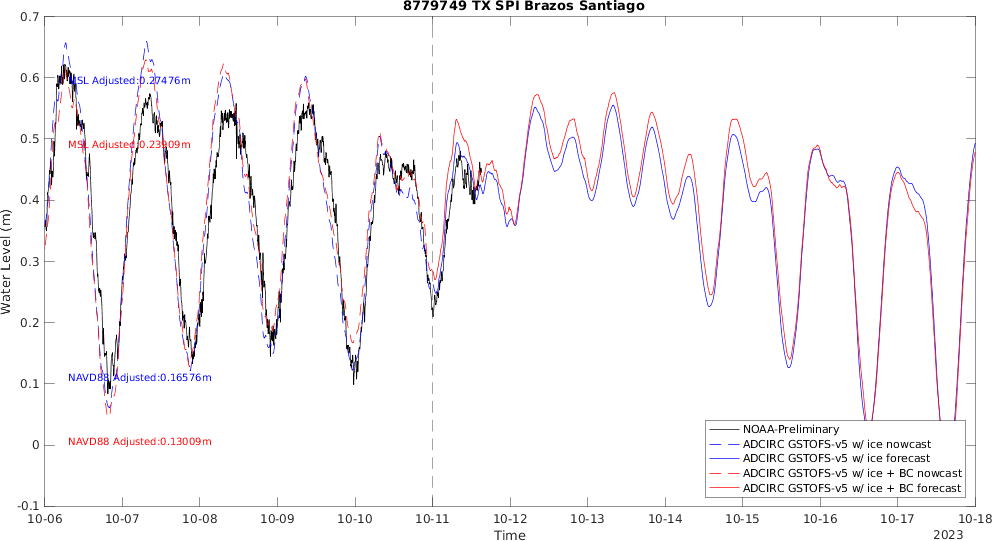 8779749 TX SPI Brazos Santiago
0.7
0.6
0.5
0.4
0.3
0.2
0.1
0
-0.1
Water Level (m)
MSL Adjusted:0.27476m
MSL Adjusted:0.23909m
NAVD88 Adjusted:0.16576m
NAVD88 Adjusted:0.13009m
NOAA-Preliminary
ADCIRC GSTOFS-v5 w/ ice nowcast
ADCIRC GSTOFS-v5 w/ ice forecast
ADCIRC GSTOFS-v5 w/ ice + BC nowcast
ADCIRC GSTOFS-v5 w/ ice + BC forecast
10-06 10-07 10-08 10-09 10-10 10-11 10-12 10-13 10-14 10-15 10-16 10-17 10-18
Time
2023